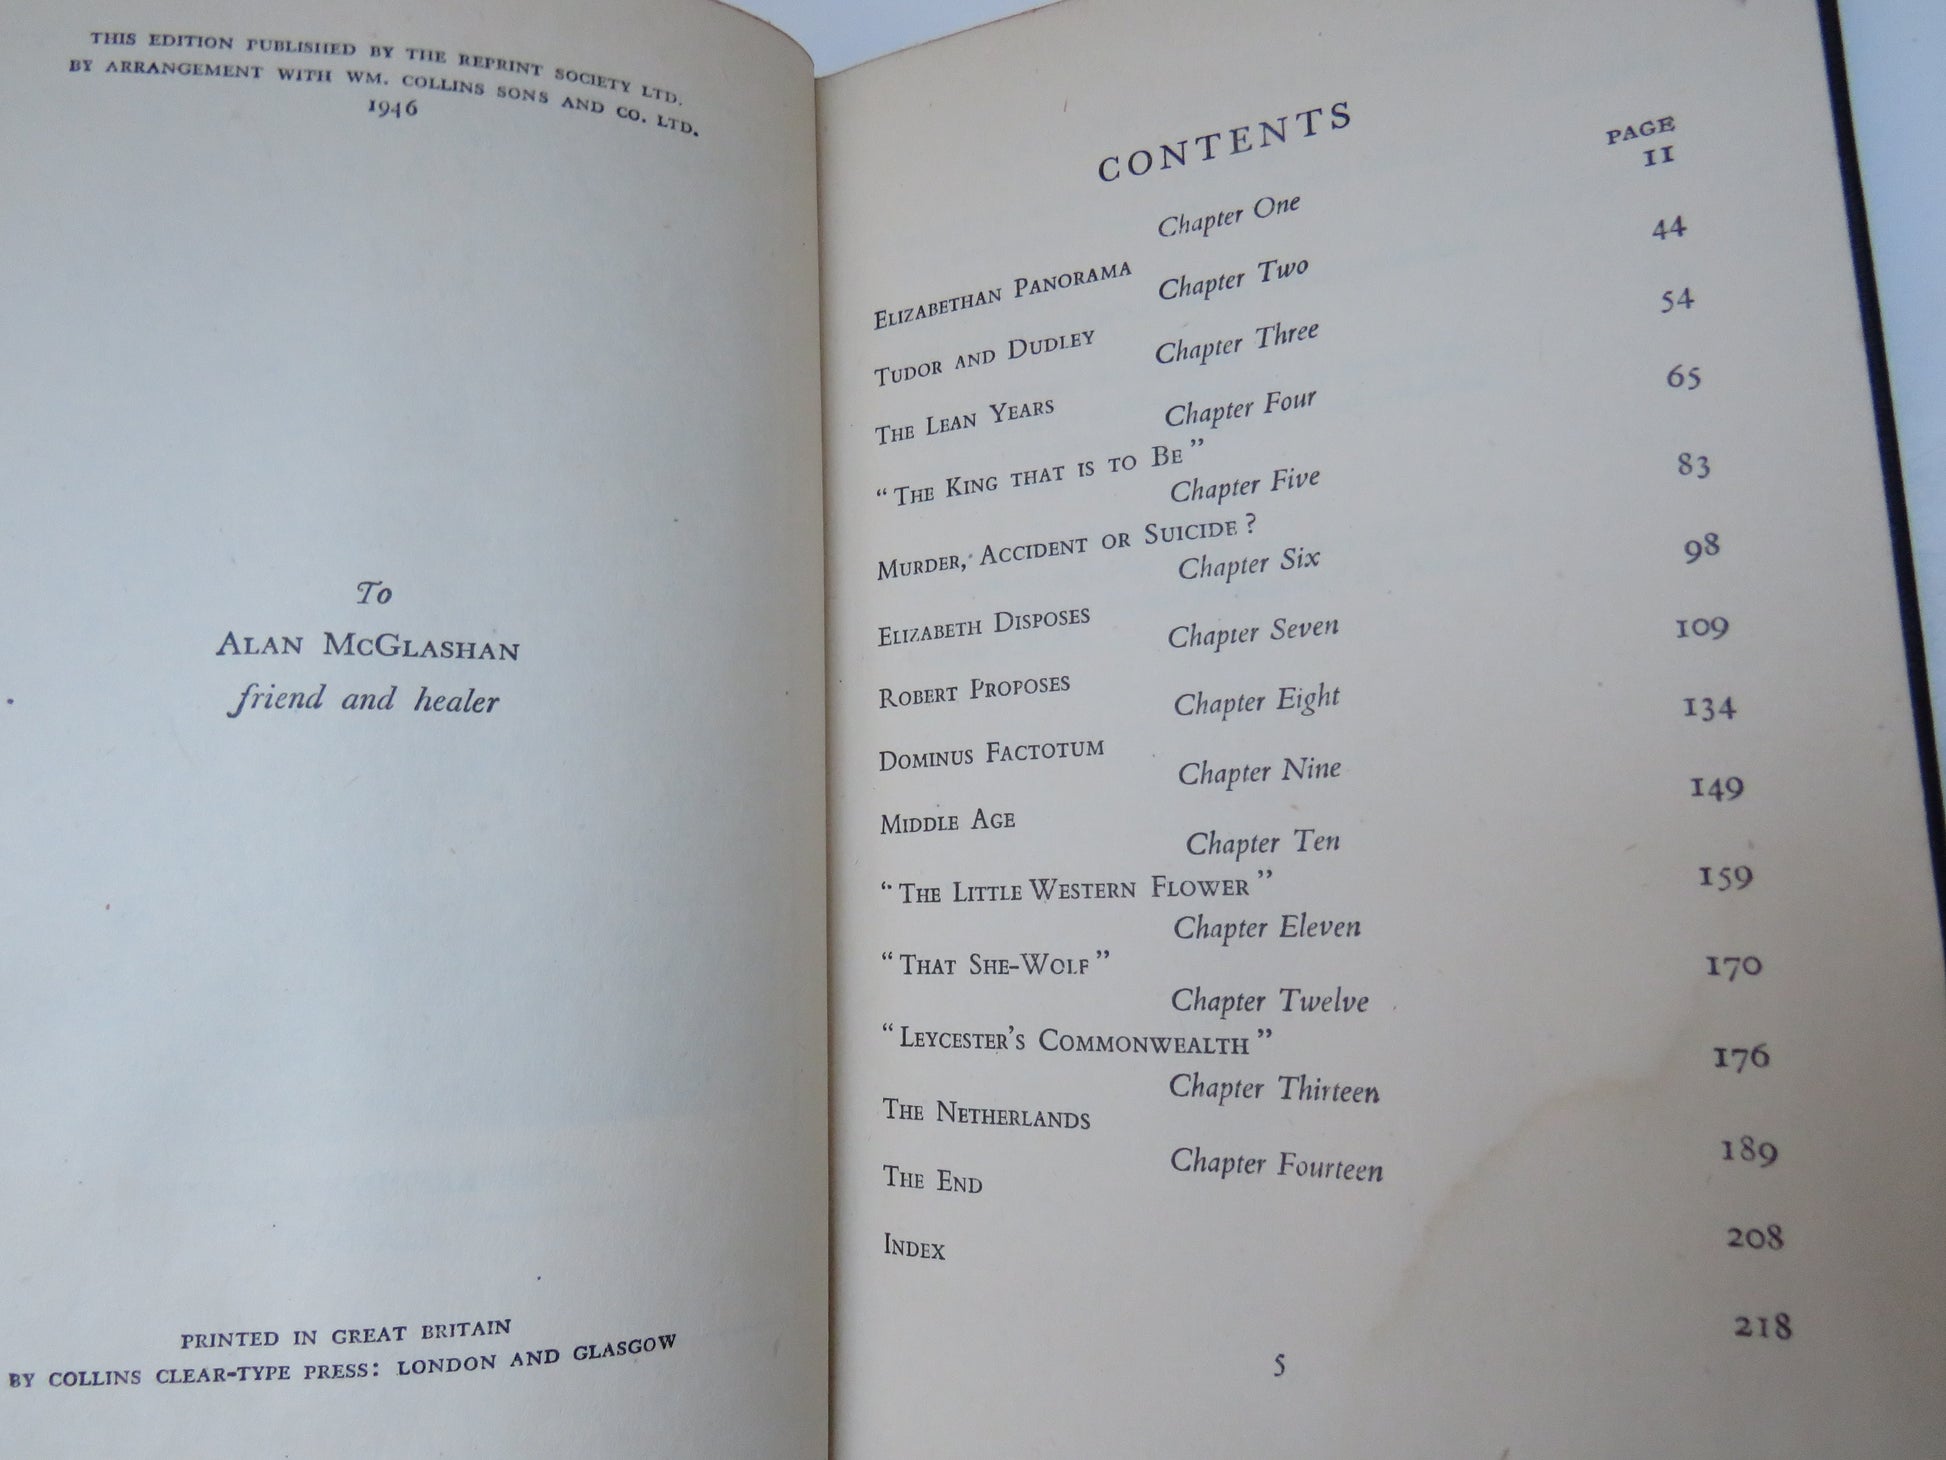 THIS EDITION PUBLISHED BY THE REPRINT SOCIETY LTD.
BY ARRANGEMENT WITH WM. COLLINS SONS AND CO. LTD.
1946
To
ALAN MCGLASHAN
friend and healer
PRINTED IN GREAT BRITAIN
BY COLLINS CLEAR-TYPE PRESS: LONDON AND GLASGOW
CONTENTS
PAGE
Chapter One
ELIZABETHAN PANORAMA 11
Chapter Two
TUDOR AND DUDLEY 44
Chapter Three
THE LEAN YEARS 54
Chapter Four
“THE KING THAT IS TO BE” 65
Chapter Five
MURDER, ACCIDENT OR SUICIDE? 83
Chapter Six
ELIZABETH DISPOSES 98
Chapter Seven
ROBERT PROPOSES 109
Chapter Eight
DOMINUS FACTOTUM 134
Chapter Nine
MIDDLE AGE 149
Chapter Ten
“THE LITTLE WESTERN FLOWER” 159
Chapter Eleven
“THAT SHE-WOLF” 170
Chapter Twelve
“LEYCESTER’S COMMONWEALTH” 176
Chapter Thirteen
THE NETHERLANDS 189
Chapter Fourteen
THE END 208
INDEX 218
5